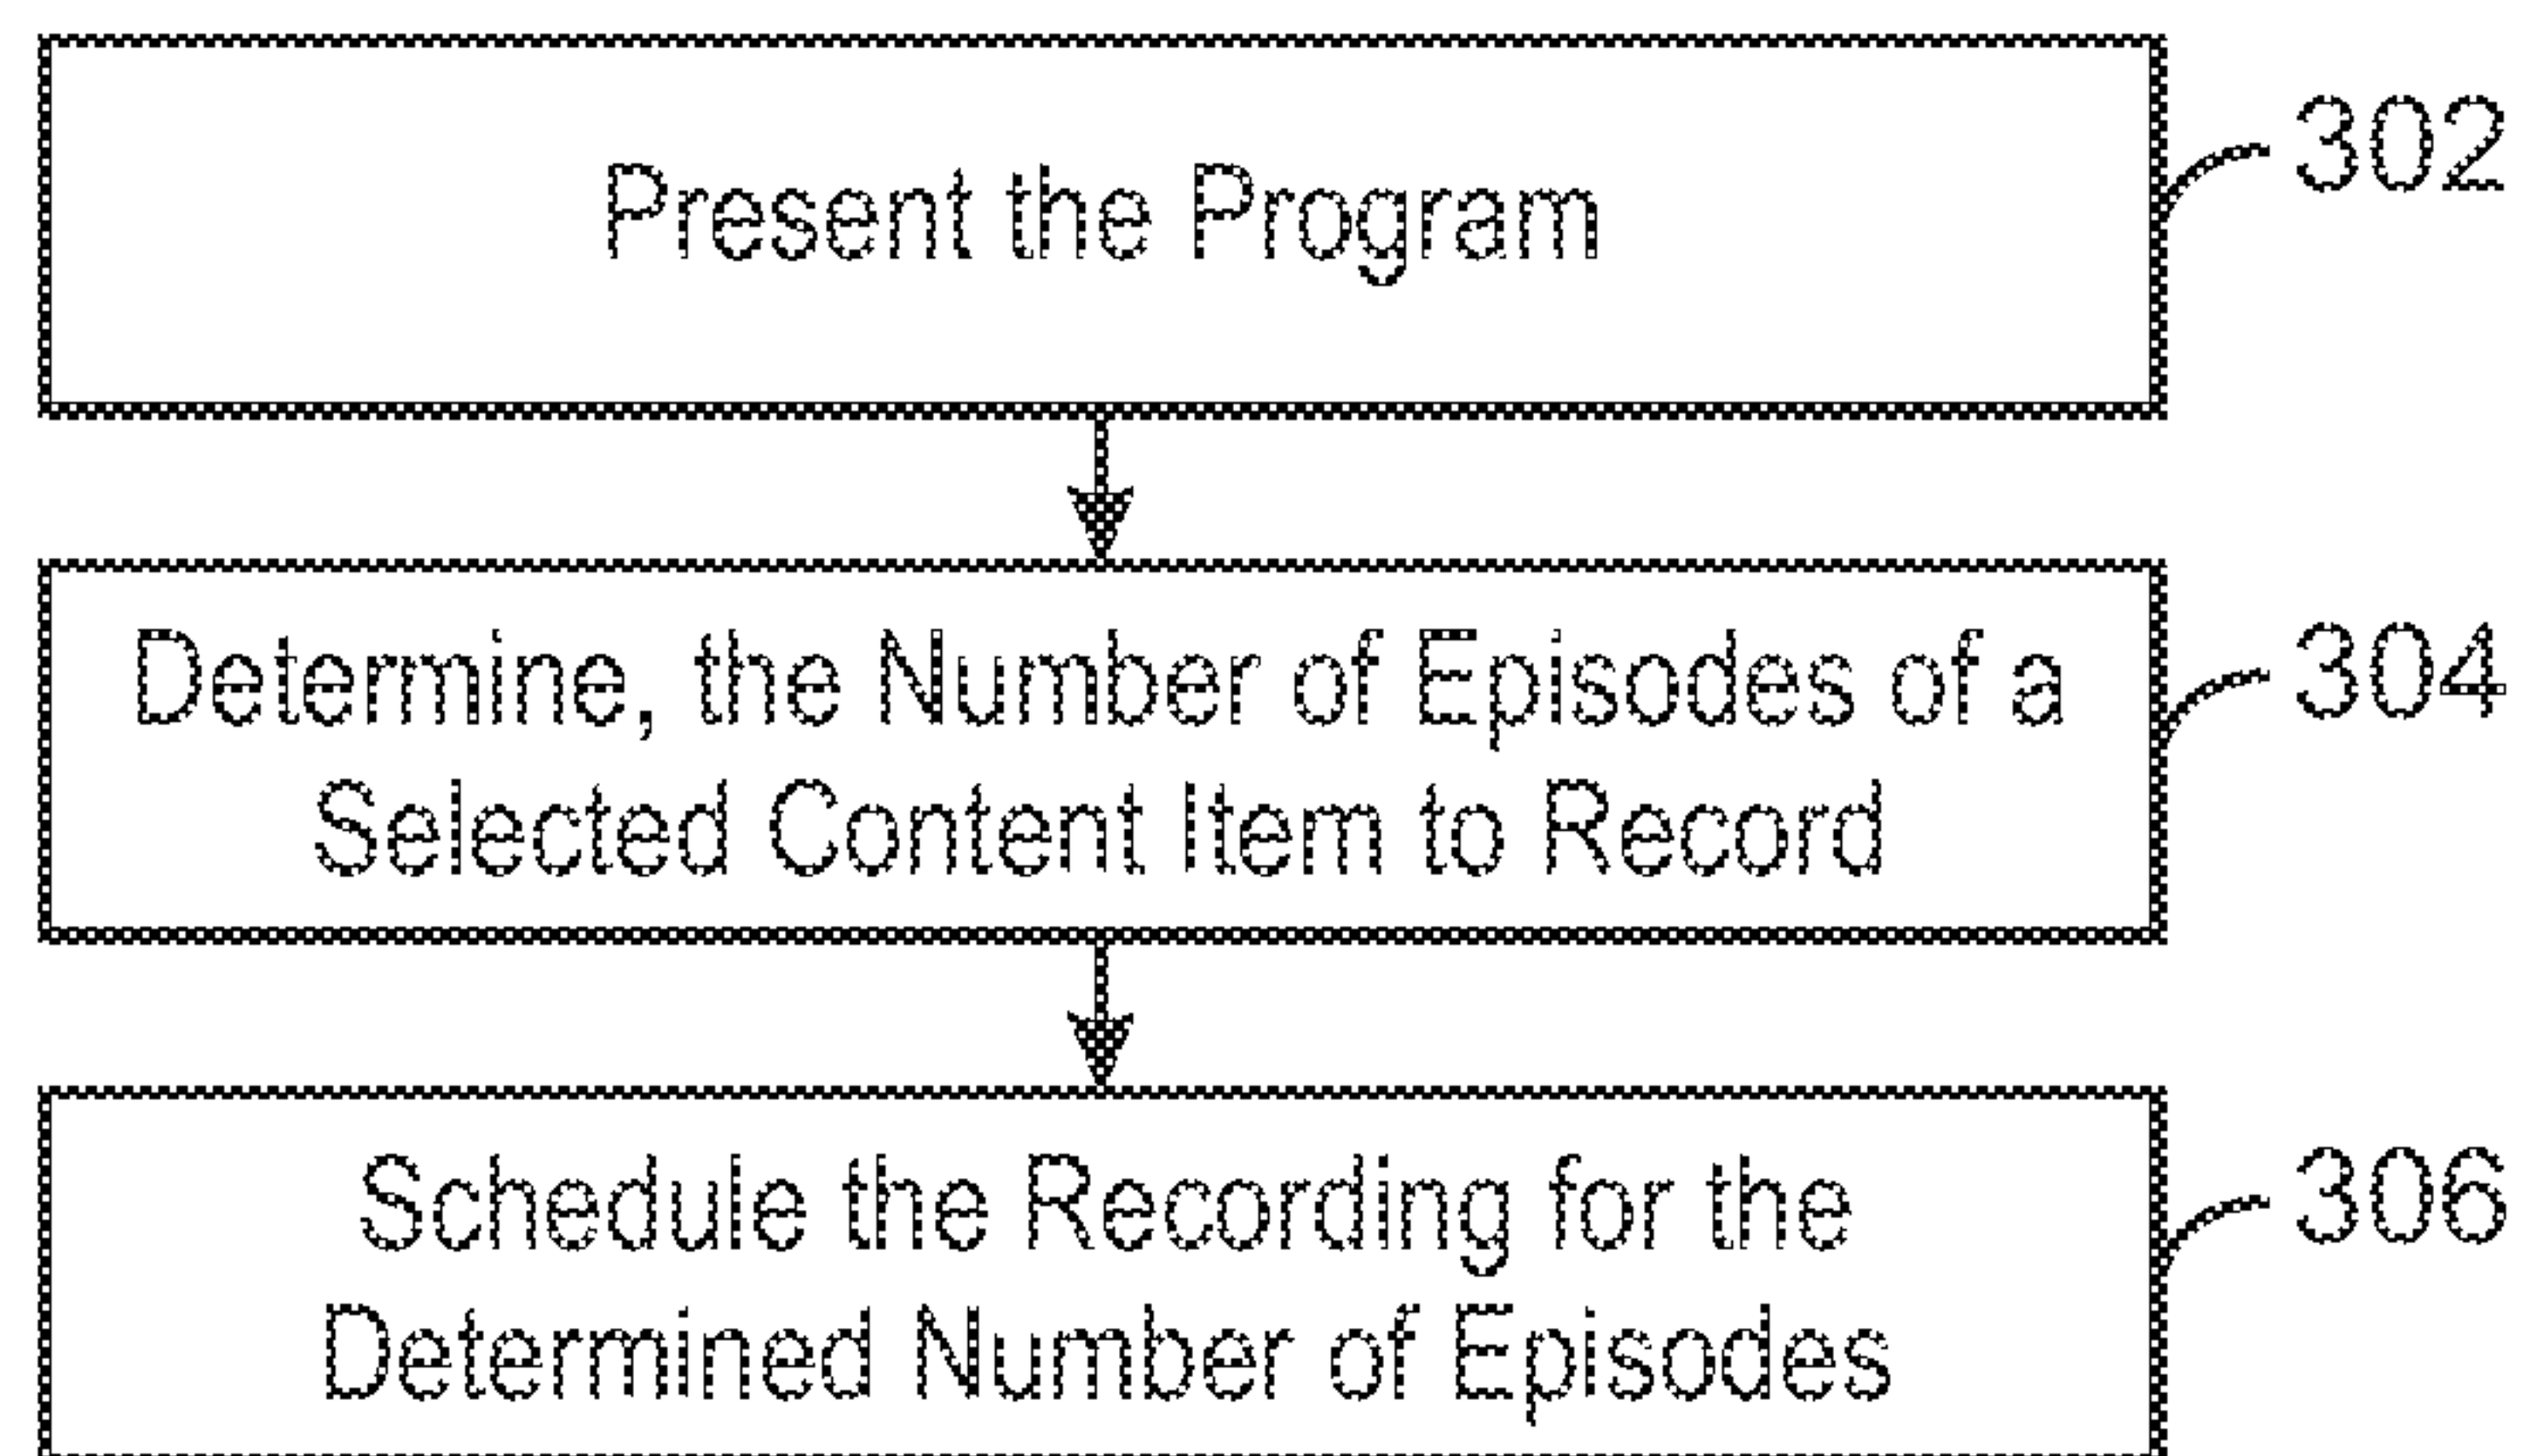 Present the Program
302
Determine, the Number of Episodes of a
Selected Content Item to Record
304
Schedule the Recording for the
Determined Number of Episodes
306